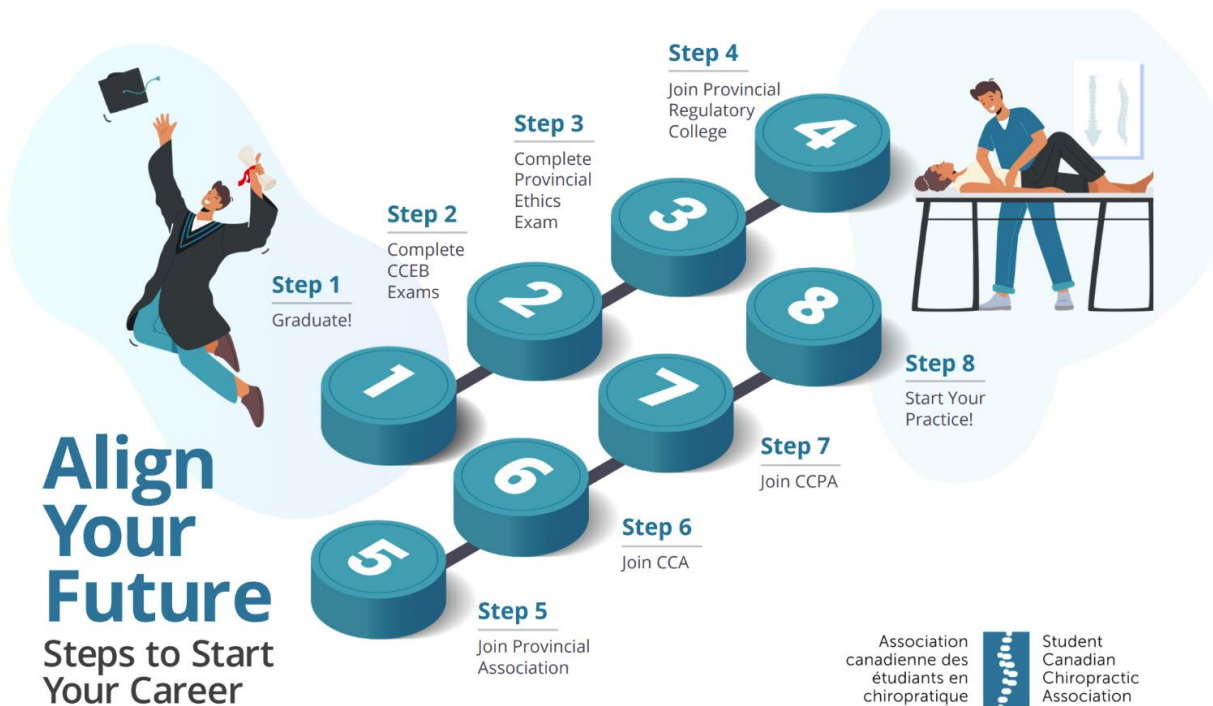 Step 1
Graduate!
Step 2
Complete
CCEB
Exams
Step 3
Complete
Provincial
Ethics
Exam
Step 4
Join Provincial
Regulatory
College
1
2
3
4
5
6
7
8
Step 5
Join Provincial
Association
Step 6
Join CCA
Step 7
Join CCPA
Step 8
Start Your
Practice!
Align
Your
Future
Steps to Start
Your Career
Association
canadienne des
étudiants en
chiropratique
Student
Canadian
Chiropractic
Association